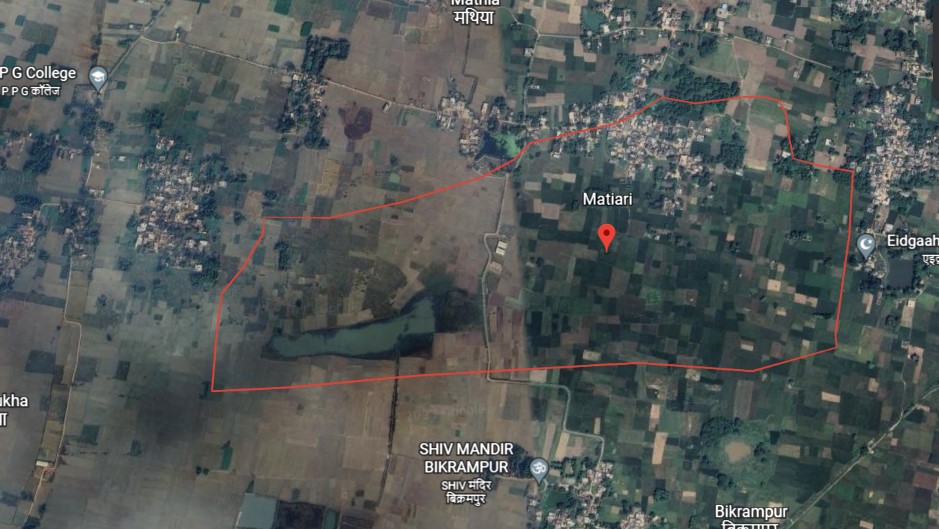 Mathia
मथिया
P G College
P P G कॉलेज
Matiari
Eidgaah
SHIV MANDIR
BIKRAMPUR
SHIV मंदिर
बिक्रमपुर
Bikrampur